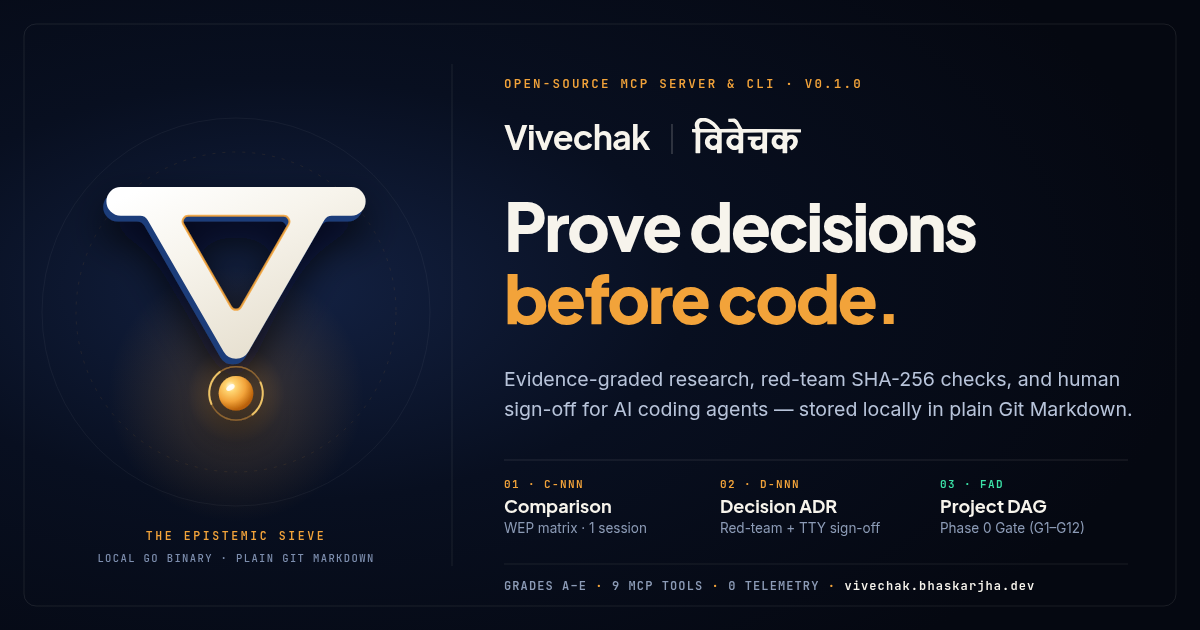 OPEN-SOURCE MCP SERVER & CLI · V0.1.0
Vivechak | विवेचक
Prove decisions
before code.
Evidence-graded research, red-team SHA-256 checks, and human
sign-off for AI coding agents — stored locally in plain Git Markdown.
01 · C-NNN
Comparison
WEP matrix · 1 session
02 · D-NNN
Decision ADR
Red-team + TTY sign-off
03 · FAD
Project DAG
Phase 0 Gate (G1–G12)
THE EPISTEMIC SIEVE
LOCAL GO BINARY · PLAIN GIT MARKDOWN
GRADES A–E · 9 MCP TOOLS · 0 TELEMETRY · vivechak.bhaskarjha.dev